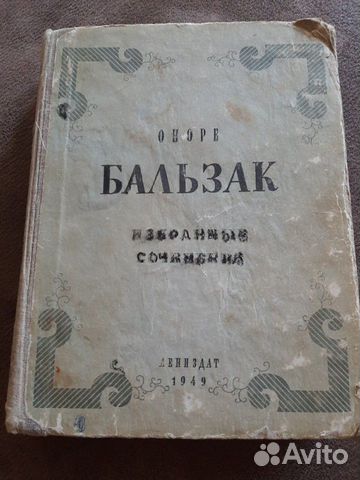 ОНОРЕ
БАЛЬЗАК
ИЗБРАННЫЕ
СОЧИНЕНИЯ
ЛЕНИЗДАТ
1949
Avito